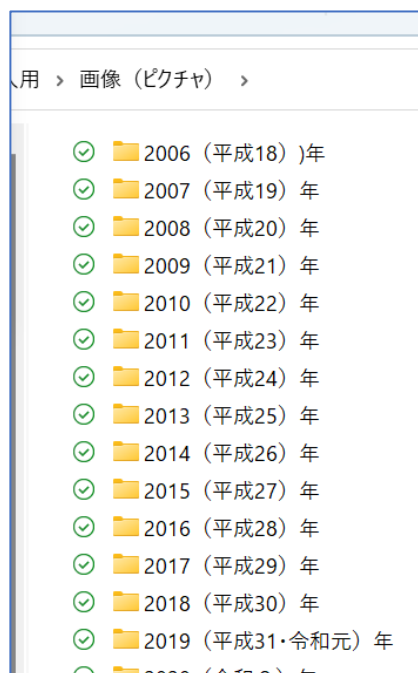 人用 > 画像（ピクチャ） >
2006（平成18）)年
2007（平成19）年
2008（平成20）年
2009（平成21）年
2010（平成22）年
2011（平成23）年
2012（平成24）年
2013（平成25）年
2014（平成26）年
2015（平成27）年
2016（平成28）年
2017（平成29）年
2018（平成30）年
2019（平成31・令和元）年